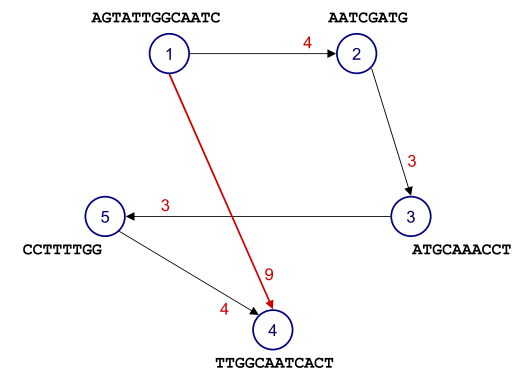 AGTATTGGCAATC AATCGATG
1 4 2
3
5 3 3
CCTTTTGG ATGCAAACCT
9
4
4
TTGGCAATCACT